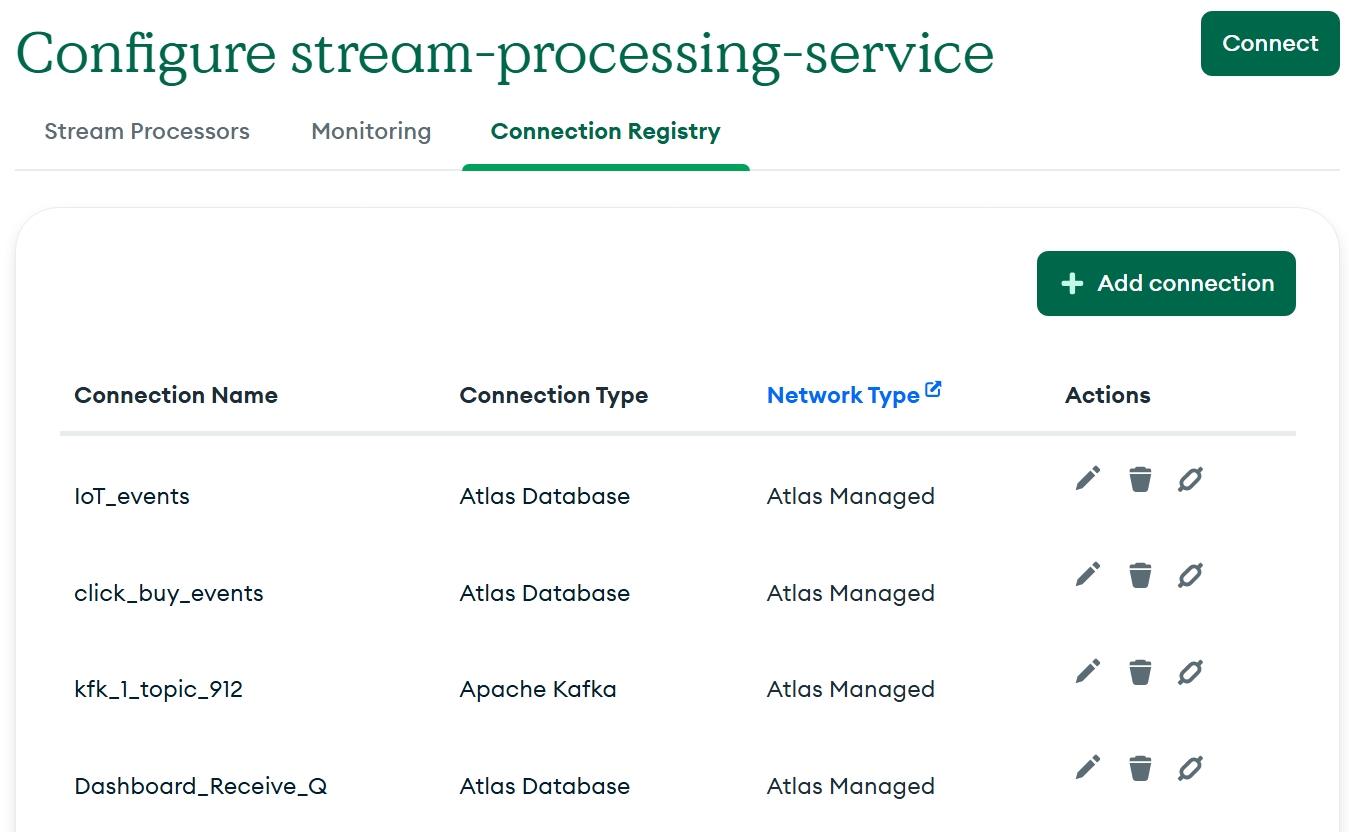 Configure stream-processing-service
Connect
Stream Processors Monitoring Connection Registry
Add connection
Connection Name Connection Type Network Type Actions
IoT_events Atlas Database Atlas Managed
click_buy_events Atlas Database Atlas Managed
kfk_1_topic_912 Apache Kafka Atlas Managed
Dashboard_Receive_Q Atlas Database Atlas Managed